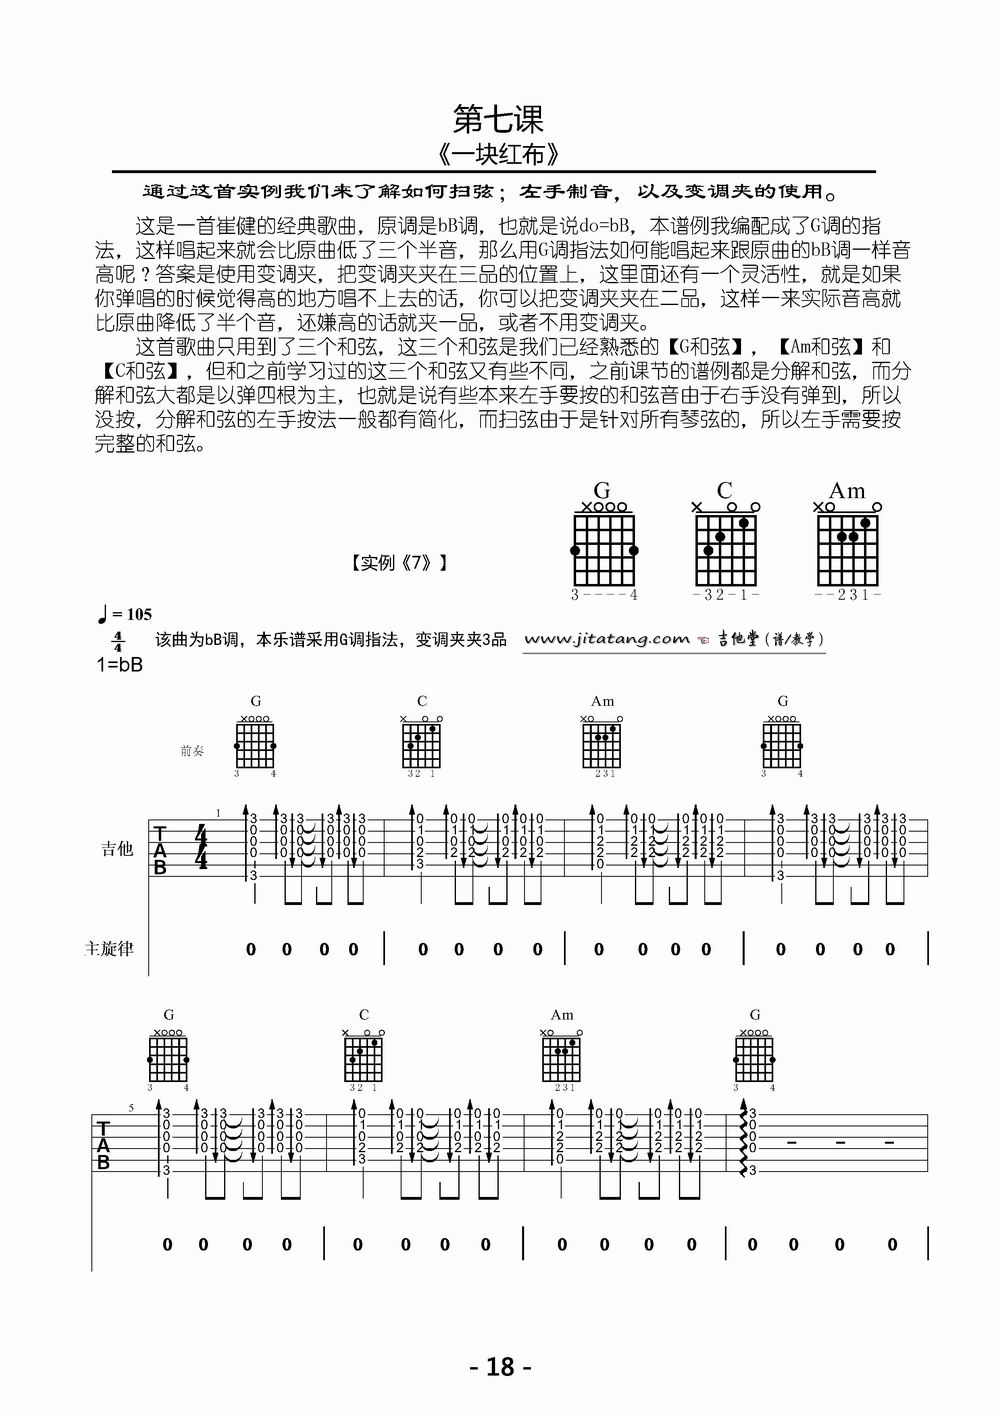 第七课
《一块红布》
通过这首实例我们来了解如何扫弦；左手制音，以及变调夹的使用。
这是一首崔健的经典歌曲，原调是bB调，也就是说do=bB，本谱例我编配成了G调的指
法，这样唱起来就会比原曲低了三个半音，那么用G调指法如何能唱起来跟原曲的bB调一样音
高呢？答案是使用变调夹，把变调夹夹在三品的位置上，这里面还有一个灵活性，就是如果
你弹唱的时候觉得高的地方唱不上去的话，你可以把变调夹夹在二品，这样一来实际音高就
比原曲降低了半个音，还嫌高的话就夹一品，或者不用变调夹。
这首歌曲只用到了三个和弦，这三个和弦是我们已经熟悉的【G和弦】，【Am和弦】和
【C和弦】，但和之前学习过的这三个和弦又有些不同，之前课节的谱例都是分解和弦，而分
解和弦大都是以弹四根为主，也就是说有些本来左手要按的和弦音由于右手没有弹到，所以
没按，分解和弦的左手按法一般都有简化，而扫弦由于是针对所有琴弦的，所以左手需要按
完整的和弦。
G C Am
3----4 -32-1- --231-
【实例《7》】
♩= 105
4/4 该曲为bB调，本乐谱采用G调指法，变调夹夹3品 www.jitatang.com ☜ 吉他堂（谱/教学）
1=bB
G C Am G
前奏
3 4 32 1 231 3 4
1
吉他 TAB 4/4
主旋律 0 0 0 0 | 0 0 0 0 | 0 0 0 0 | 0 0 0 0 |
G C Am G
3 4 32 1 231 3 4
5
TAB
0 0 0 0 | 0 0 0 0 | 0 0 0 0 | 0 0 0 0 |
- 18 -